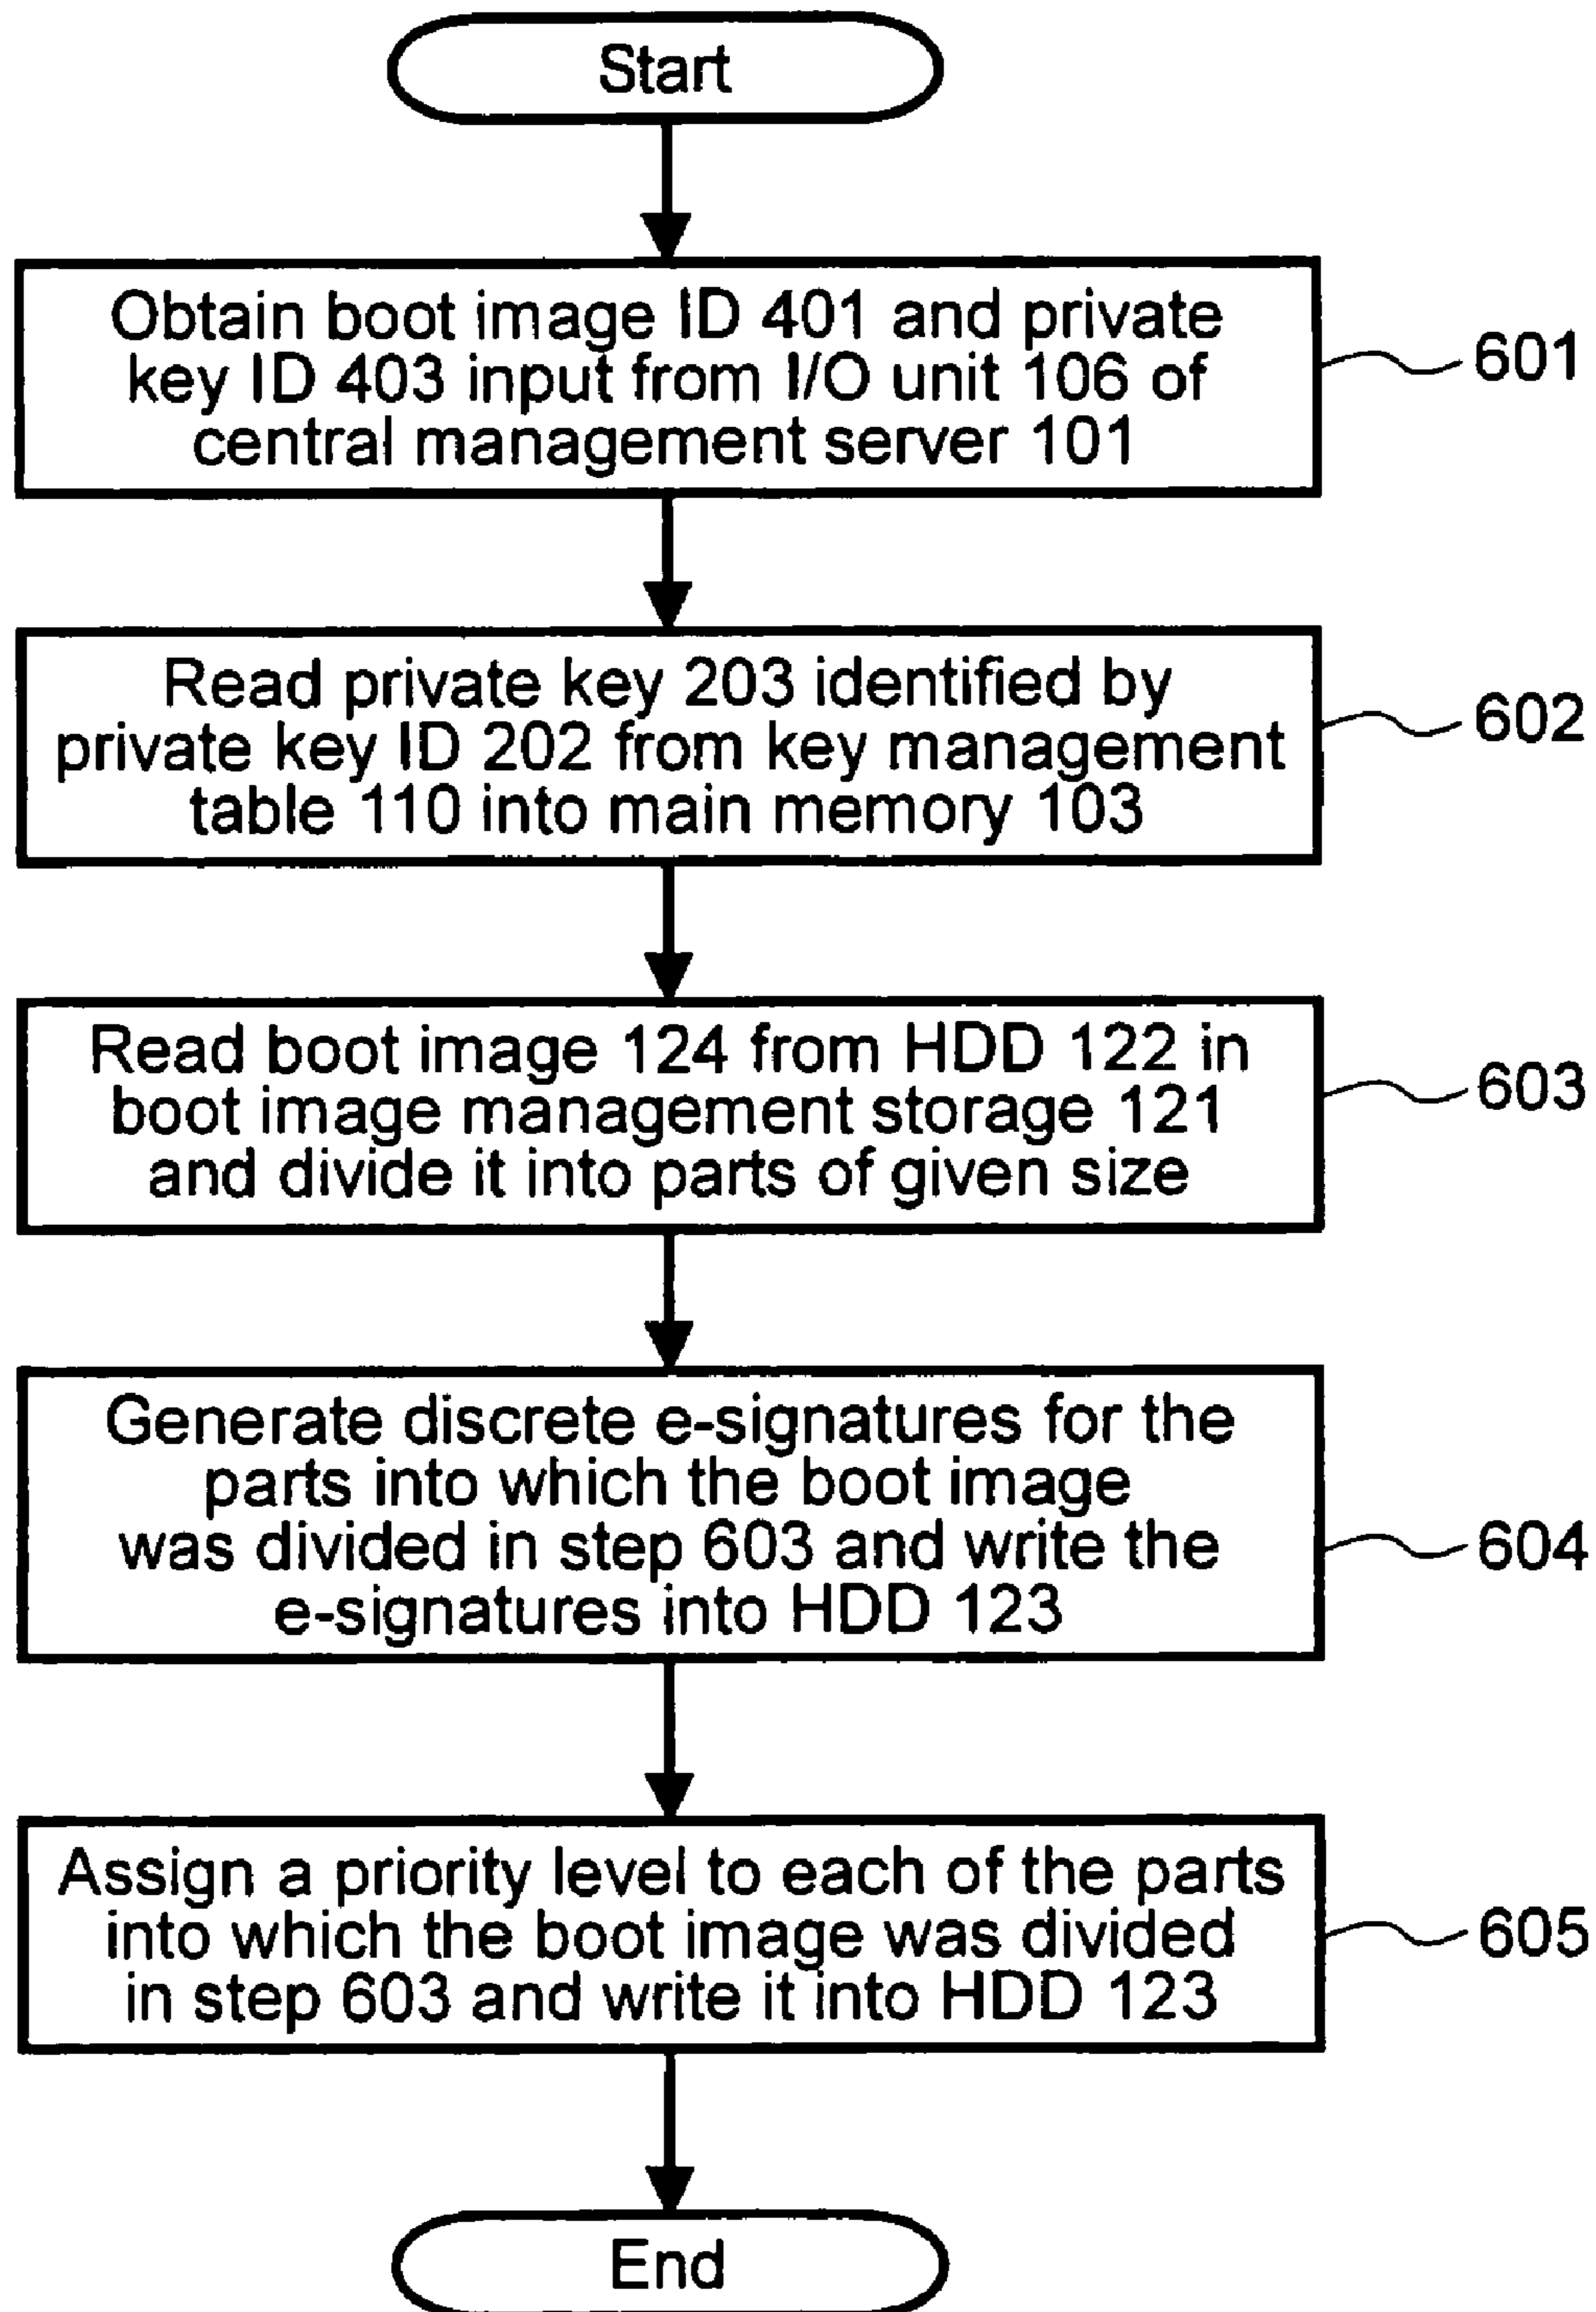 Start
Obtain boot image ID 401 and private
key ID 403 input from I/O unit 106 of
central management server 101
601
Read private key 203 identified by
private key ID 202 from key management
table 110 into main memory 103
602
Read boot image 124 from HDD 122 in
boot image management storage 121
and divide it into parts of given size
603
Generate discrete e-signatures for the
parts into which the boot image
was divided in step 603 and write the
e-signatures into HDD 123
604
Assign a priority level to each of the parts
into which the boot image was divided
in step 603 and write it into HDD 123
605
End